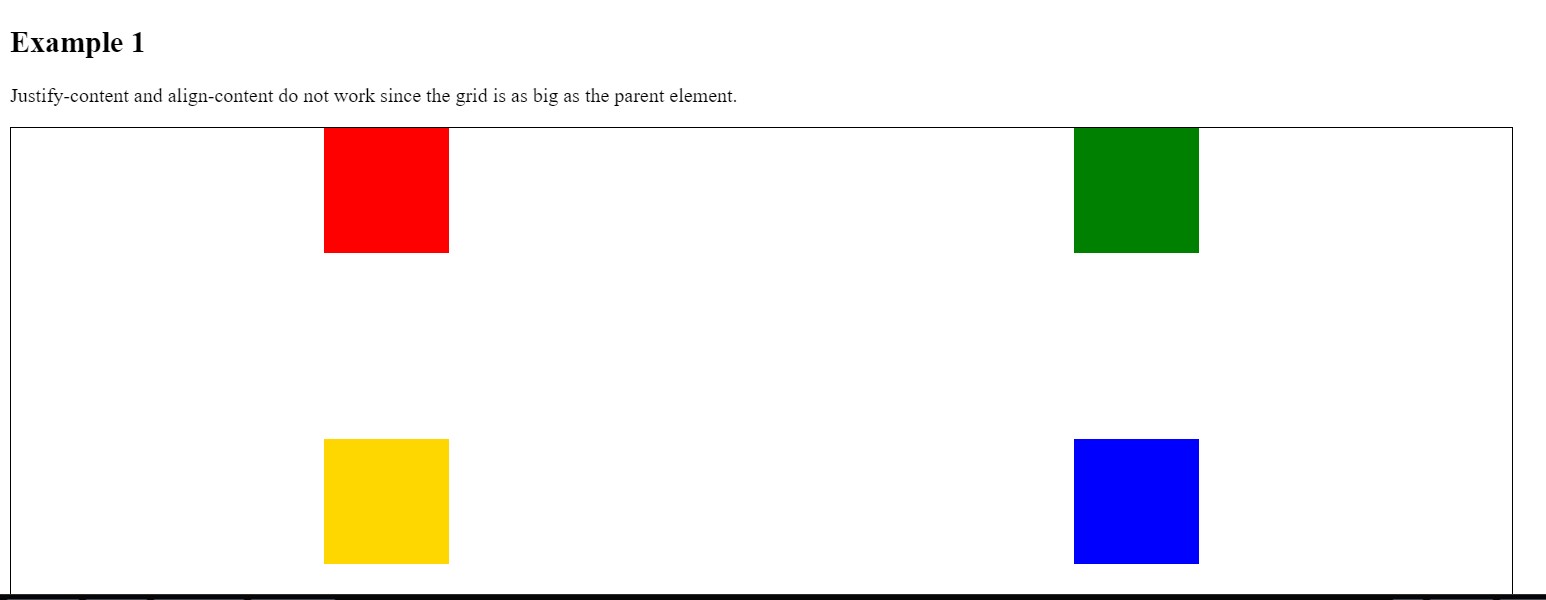 Example 1
Justify-content and align-content do not work since the grid is as big as the parent element.